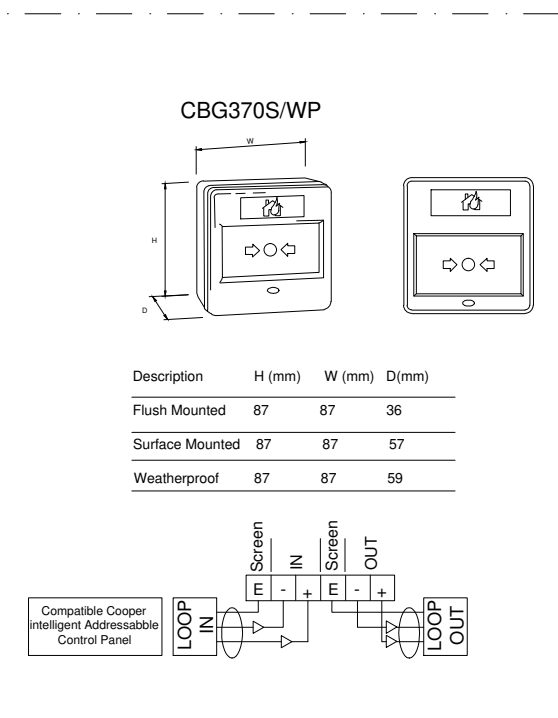 CBG370S/WP
W
H
D
Description H (mm) W (mm) D(mm)
Flush Mounted 87 87 36
Surface Mounted 87 87 57
Weatherproof 87 87 59
Screen IN Screen OUT
E - + E - +
Compatible Cooper
intelligent Addressabble
Control Panel
LOOP
IN
LOOP
OUT